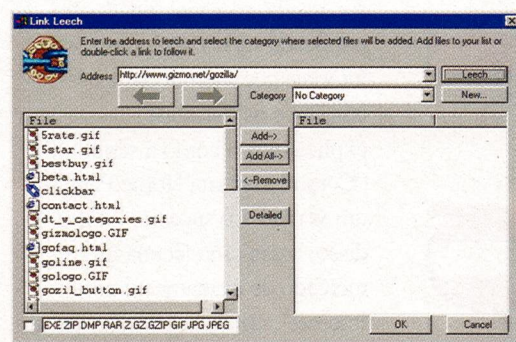 Link Leech
Enter the address to leech and select the category where selected files will be added. Add files to your list or
double-click a link to follow it.
Address http://www.gizmo.net/gozilla/ Leech
Category No Category New...
File File
5rate.gif
5star.gif
bestbuy.gif
beta.html
clickbar
contact.html
dt_w_categories.gif
gizmologo.GIF
gofaq.html
goline.gif
gologo.GIF
gozil_button.gif
Add-->
Add All-->
<--Remove
Detailed
EXE ZIP DMP RAR Z GZ GZIP GIF JPG JPEG
OK Cancel